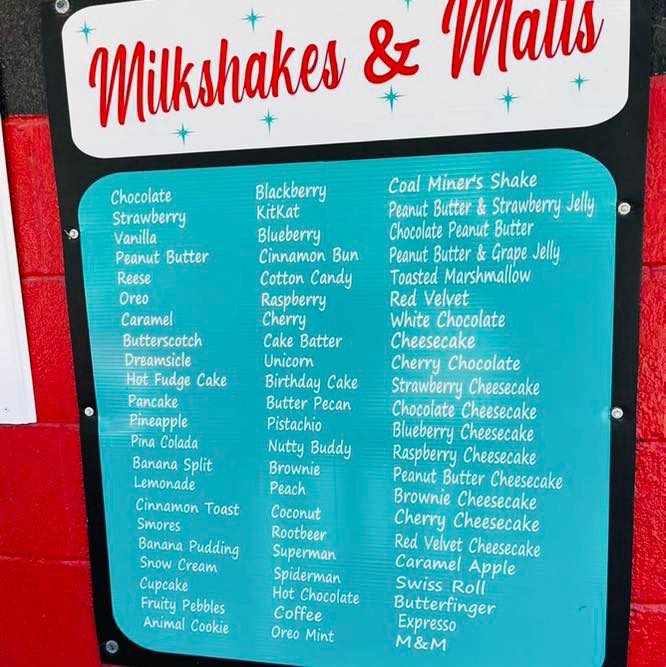 Milkshakes & Malts
Chocolate
Strawberry
Vanilla
Peanut Butter
Reese
Oreo
Caramel
Butterscotch
Dreamsicle
Hot Fudge Cake
Pancake
Pineapple
Pina Colada
Banana Split
Lemonade
Cinnamon Toast
Smores
Banana Pudding
Snow Cream
Cupcake
Fruity Pebbles
Animal Cookie
Blackberry
KitKat
Blueberry
Cinnamon Bun
Cotton Candy
Raspberry
Cherry
Cake Batter
Unicorn
Birthday Cake
Butter Pecan
Pistachio
Nutty Buddy
Brownie
Peach
Coconut
Rootbeer
Superman
Spiderman
Hot Chocolate
Coffee
Oreo Mint
Coal Miner's Shake
Peanut Butter & Strawberry Jelly
Chocolate Peanut Butter
Peanut Butter & Grape Jelly
Toasted Marshmallow
Red Velvet
White Chocolate
Cheesecake
Cherry Chocolate
Strawberry Cheesecake
Chocolate Cheesecake
Blueberry Cheesecake
Raspberry Cheesecake
Peanut Butter Cheesecake
Brownie Cheesecake
Cherry Cheesecake
Red Velvet Cheesecake
Caramel Apple
Swiss Roll
Butterfinger
Expresso
M&M